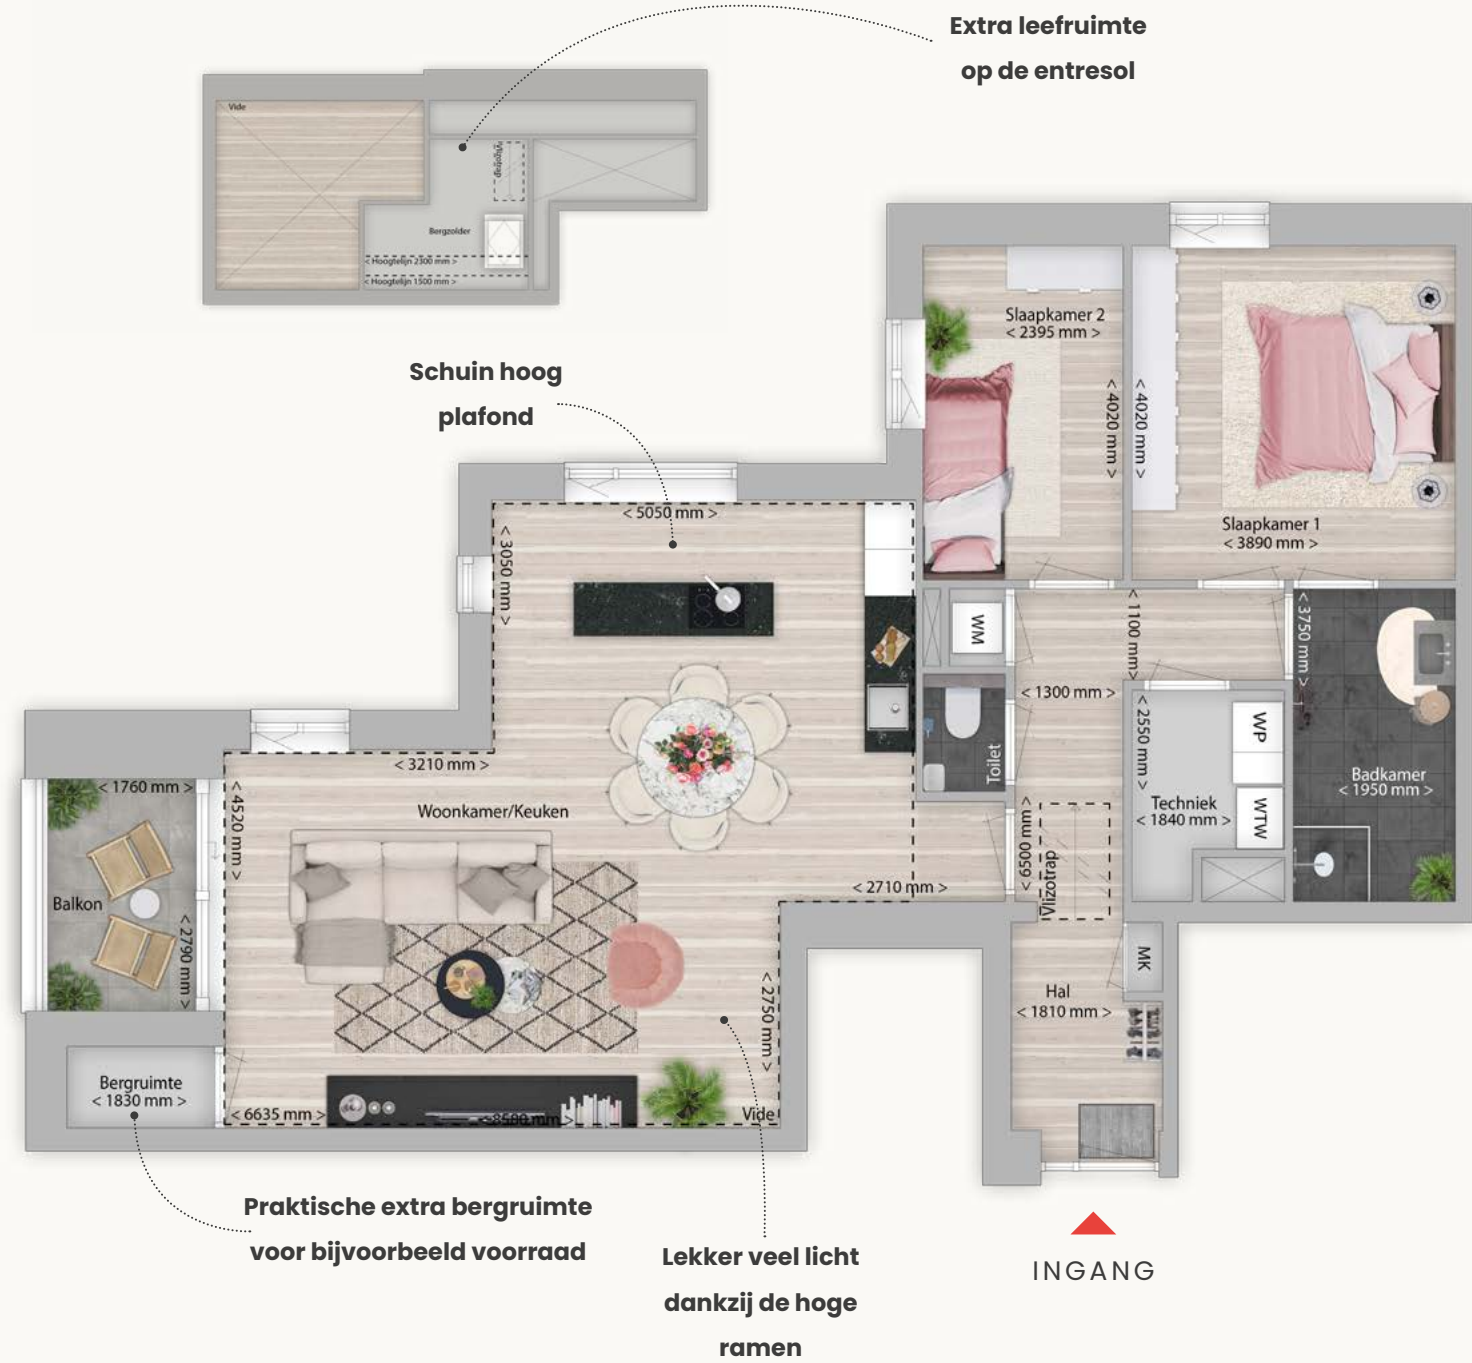 Extra leefruimte
op de entresol
Vide
Vlizotrap
Bergzolder
< Hoogtelijn 2300 mm >
< Hoogtelijn 1500 mm >
Schuin hoog
plafond
Slaapkamer 2
< 2395 mm >
< 4020 mm >
< 4020 mm >
Slaapkamer 1
< 3890 mm >
< 5050 mm >
< 3050 mm >
WM
< 1100 mm>
< 3750 mm >
< 1300 mm >
Toilet
< 2550 mm >
WP
WTW
Techniek
< 1840 mm >
Badkamer
< 1950 mm >
< 3210 mm >
Woonkamer/Keuken
< 1760 mm >
< 4520 mm >
Balkon
< 2790 mm >
< 2710 mm >
< 6500 mm >
Vlizotrap
MK
Hal
< 1810 mm >
< 2750 mm >
Bergruimte
< 1830 mm >
< 6635 mm >
< 8500 mm >
Vide
Praktische extra bergruimte
voor bijvoorbeeld voorraad
Lekker veel licht
dankzij de hoge
ramen
INGANG